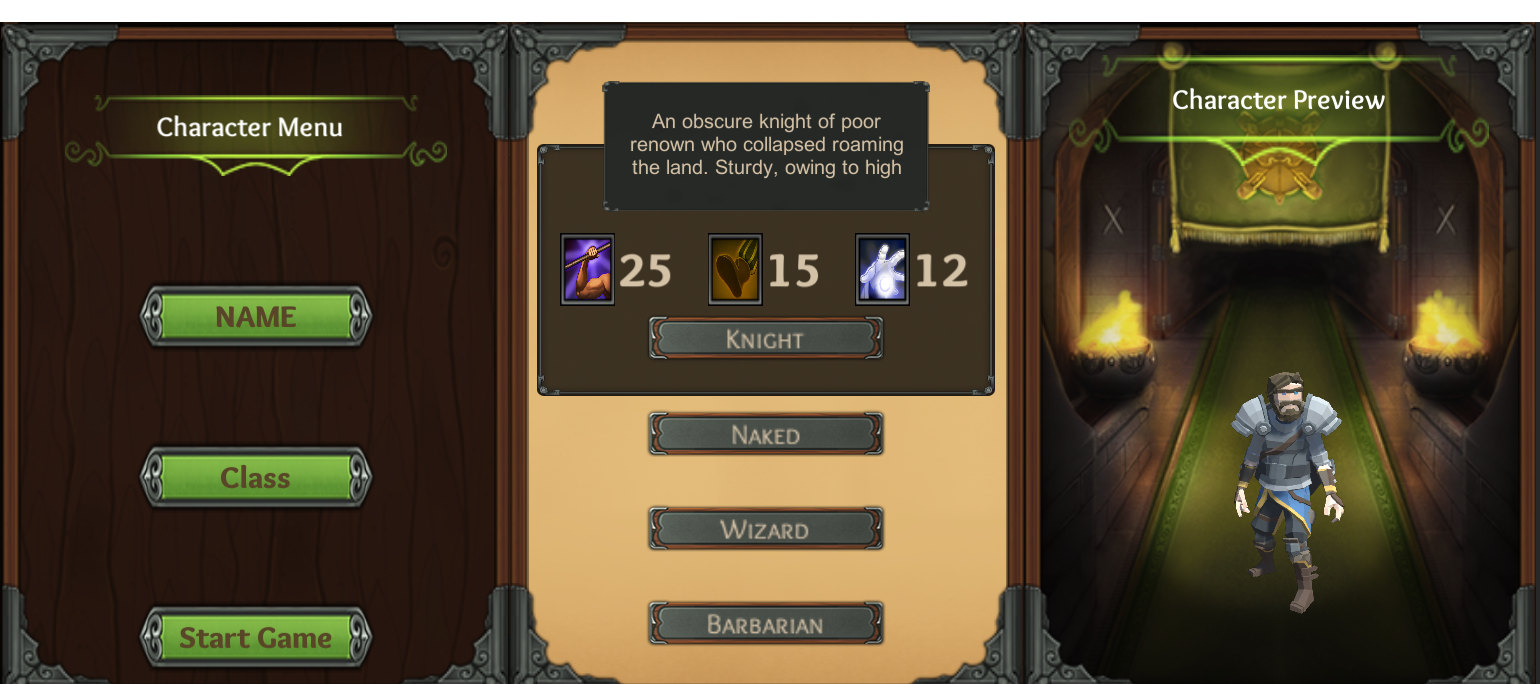 Character Menu
NAME
Class
Start Game
An obscure knight of poor
renown who collapsed roaming
the land. Sturdy, owing to high
25 15 12
KNIGHT
NAKED
WIZARD
BARBARIAN
Character Preview